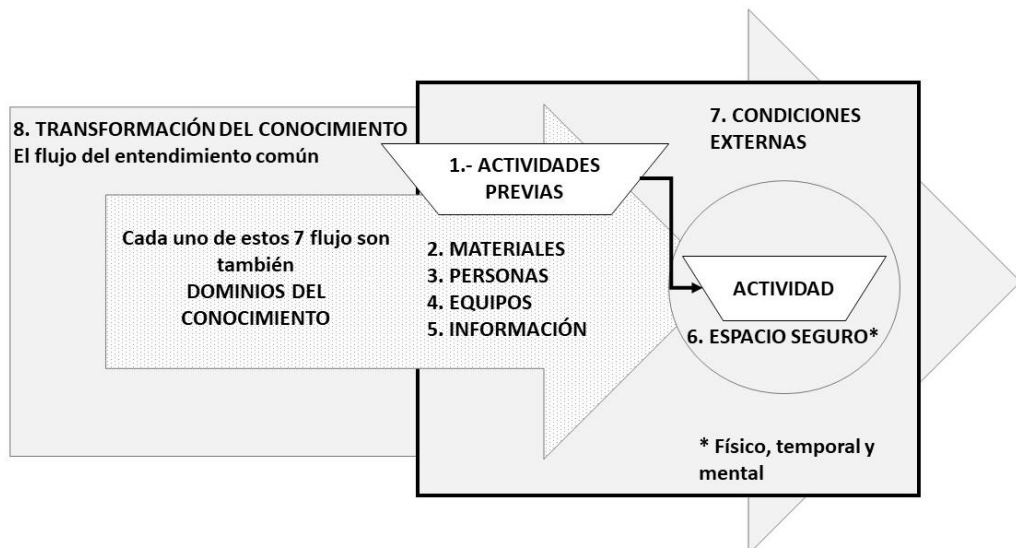 8. TRANSFORMACIÓN DEL CONOCIMIENTO
El flujo del entendimiento común
7. CONDICIONES
EXTERNAS
1.- ACTIVIDADES
PREVIAS
Cada uno de estos 7 flujo son
también
DOMINIOS DEL
CONOCIMIENTO
2. MATERIALES
3. PERSONAS
4. EQUIPOS
5. INFORMACIÓN
ACTIVIDAD
6. ESPACIO SEGURO*
* Físico, temporal y
mental